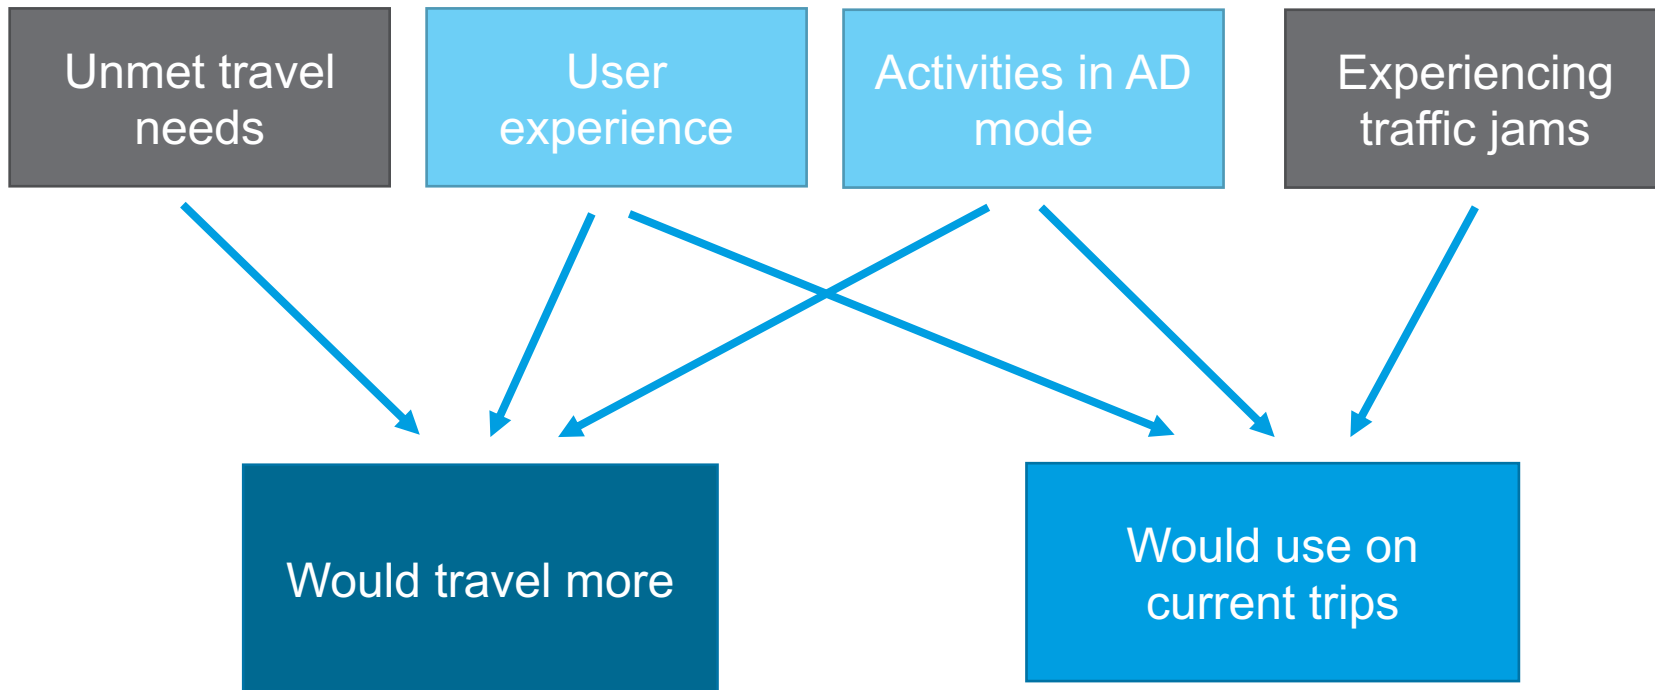 Unmet travel
needs
User
experience
Activities in AD
mode
Experiencing
traffic jams
Would travel more
Would use on
current trips